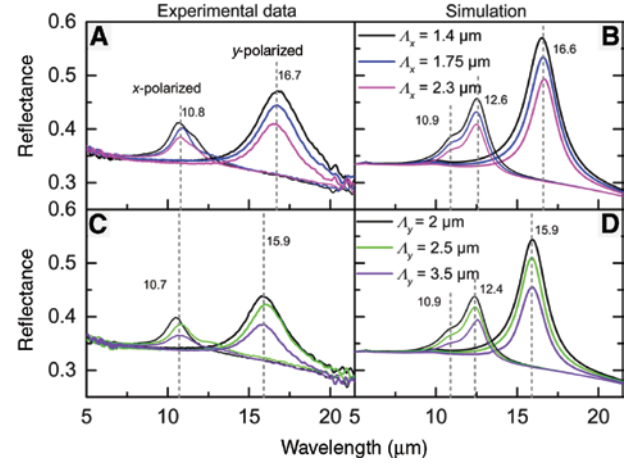 Experimental data
Simulation
0.6
0.5
0.4
0.3
Reflectance
A
x-polarized
10.8
y-polarized
16.7
B
Λx = 1.4 µm
Λx = 1.75 µm
Λx = 2.3 µm
10.9
12.6
16.6
0.6
0.5
0.4
0.3
Reflectance
C
10.7
15.9
D
Λy = 2 µm
Λy = 2.5 µm
Λy = 3.5 µm
10.9
12.4
15.9
5
10
15
20
5
10
15
20
Wavelength (µm)